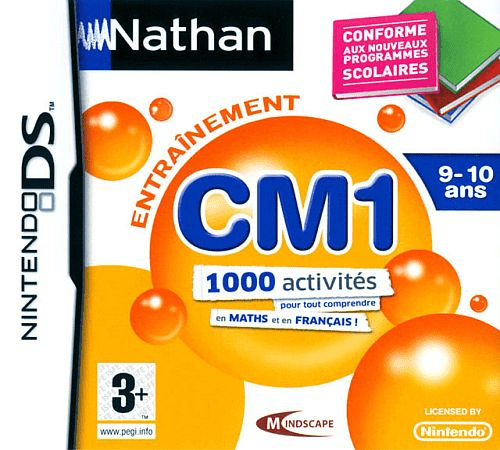 Nathan
CONFORME
AUX NOUVEAUX
PROGRAMMES
SCOLAIRES
NINTENDO DS™
ENTRAÎNEMENT
CM1
9-10
ans
1000 activités
pour tout comprendre
en MATHS et en FRANÇAIS !
3+
www.pegi.info
MINDSCAPE
LICENSED BY
Nintendo